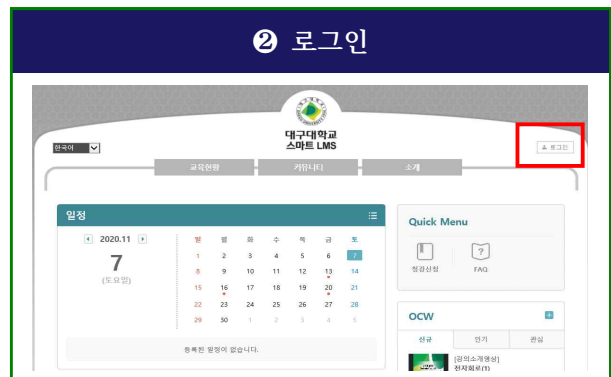 ❷ 로그인
대구대학교
스마트 LMS
한국어
로그인
교육현황 커뮤니티 소개
일정
2020.11
7
(토요일)
일 월 화 수 목 금 토
1 2 3 4 5 6 7
8 9 10 11 12 13 14
15 16 17 18 19 20 21
22 23 24 25 26 27 28
29 30 1 2 3 4 5
등록된 일정이 없습니다.
Quick Menu
청강신청 FAQ
OCW
신규 인기 관심
[강의소개영상]
전자회로(1)